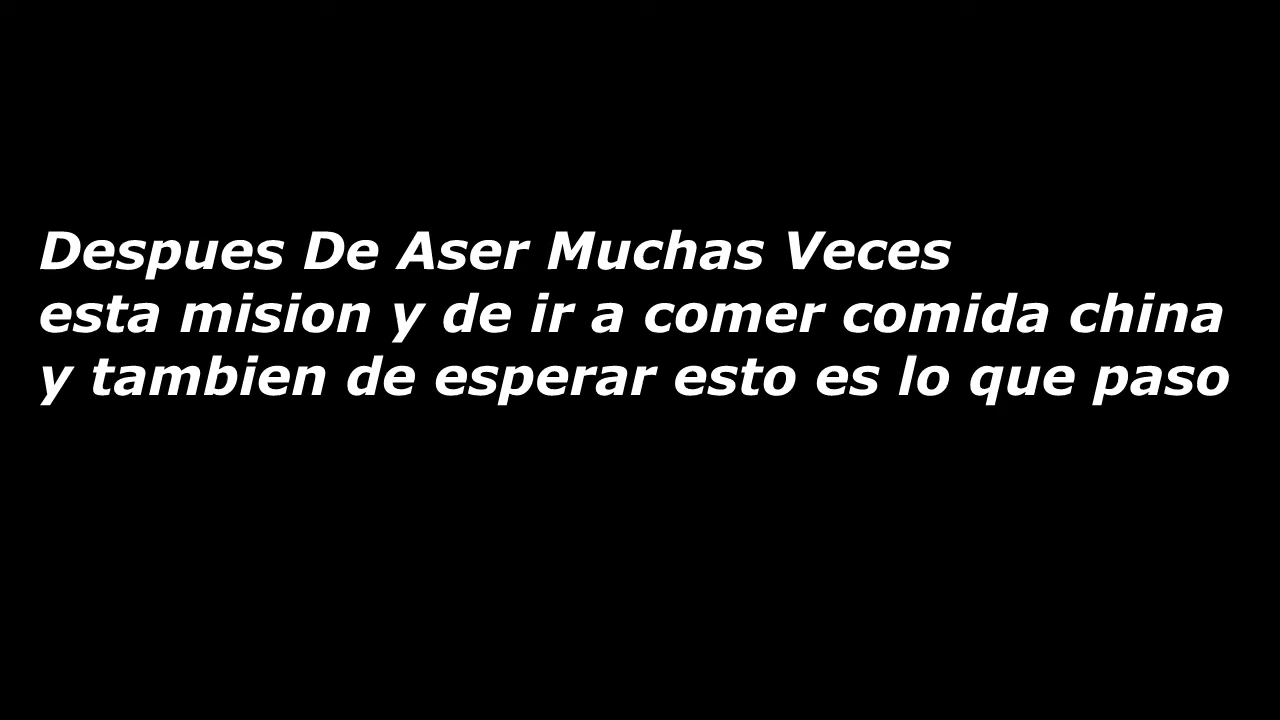 Despues De Aser Muchas Veces
esta mision y de ir a comer comida china
y tambien de esperar esto es lo que paso